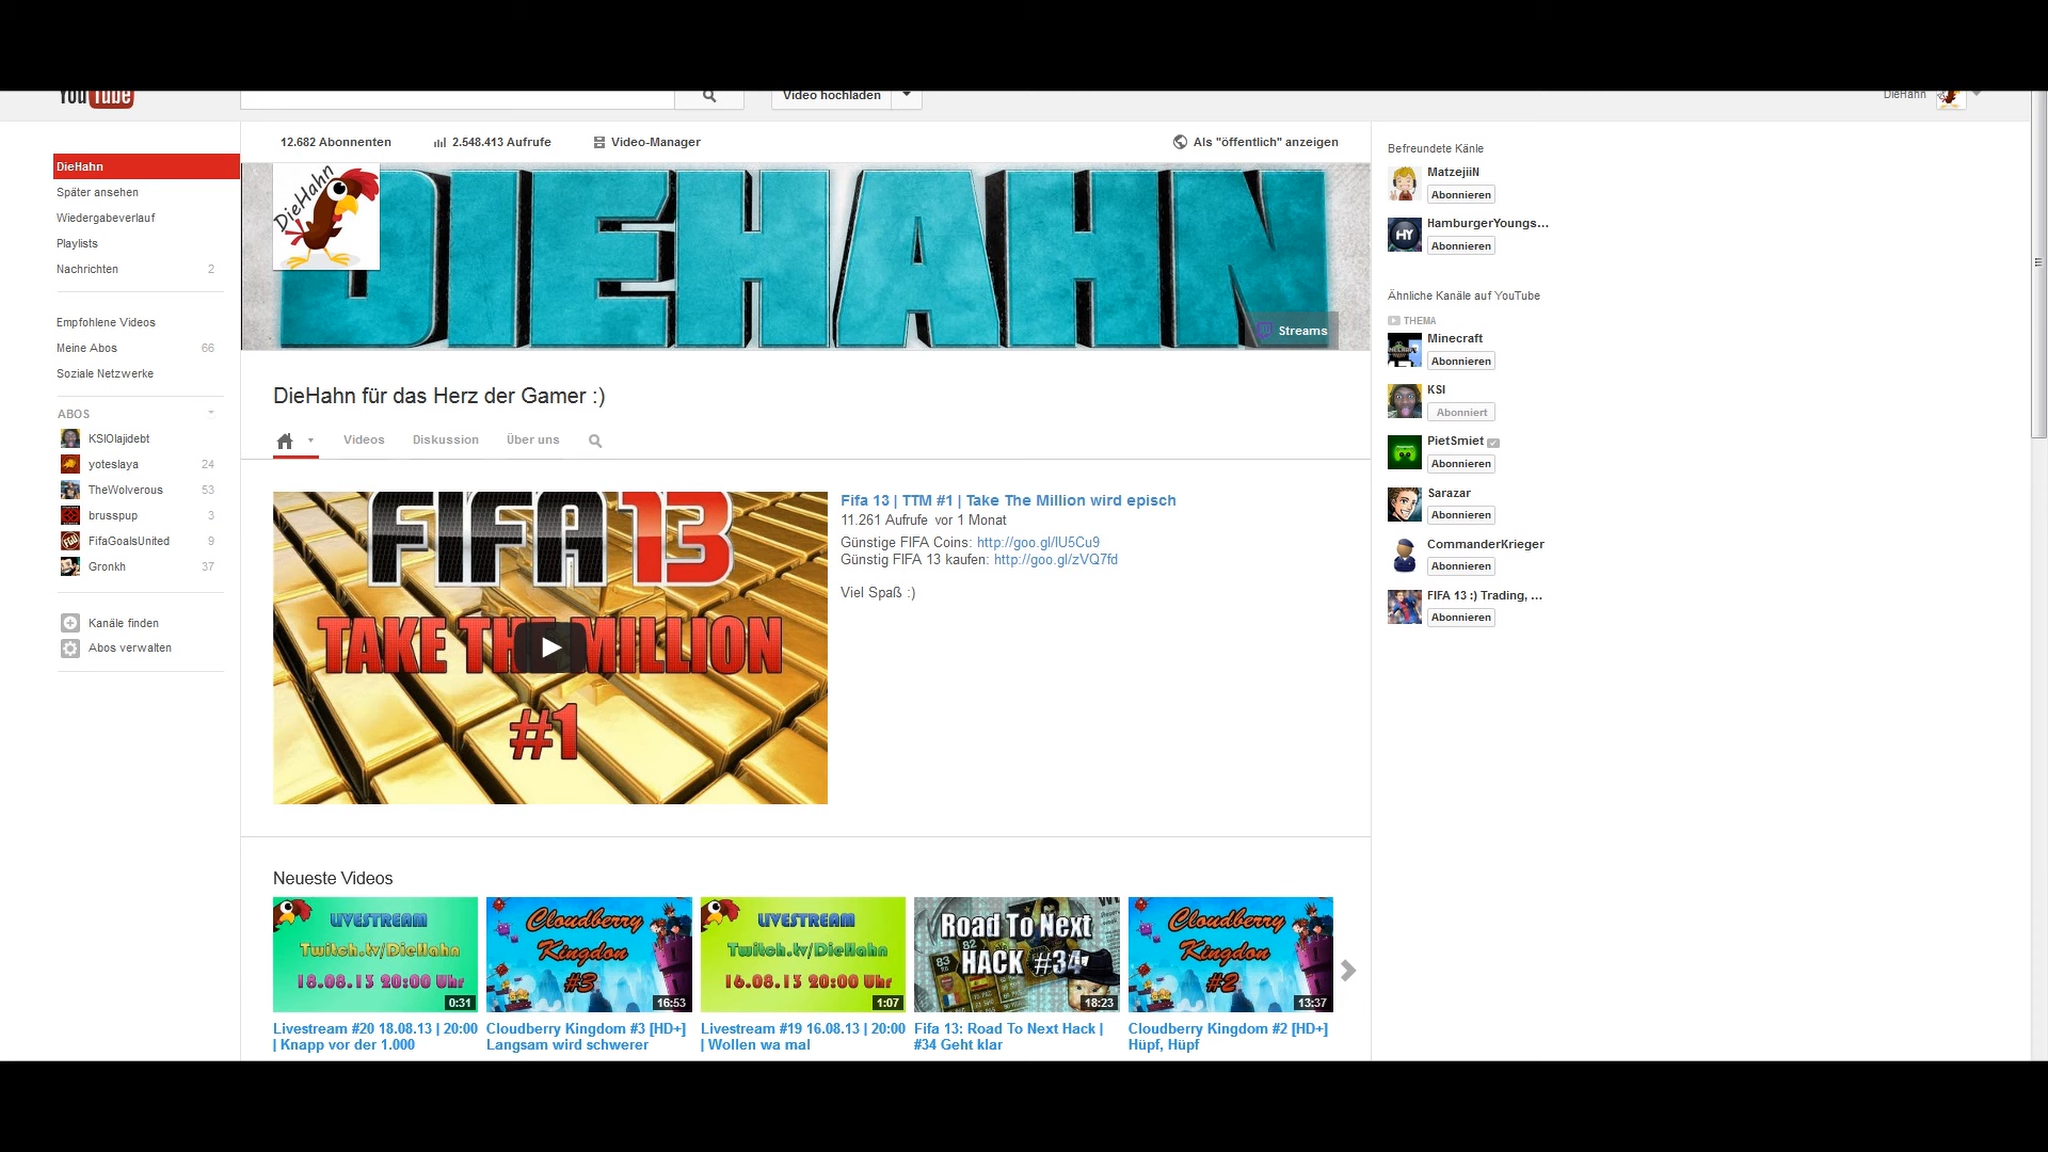 YouTube
Video hochladen
DieHahn
12.682 Abonnenten
2.548.413 Aufrufe
Video-Manager
Als "öffentlich" anzeigen
DieHahn
Später ansehen
Wiedergabeverlauf
Playlists
Nachrichten 2
Empfohlene Videos
Meine Abos 66
Soziale Netzwerke
ABOS
KSIOlajidebt
yoteslaya 24
TheWolverous 53
brusspup 3
FifaGoalsUnited 9
Gronkh 37
Kanäle finden
Abos verwalten
DieHahn
DIEHAHN
Streams
DieHahn für das Herz der Gamer :)
Videos
Diskussion
Über uns
FIFA 13
TAKE THE MILLION
#1
Fifa 13 | TTM #1 | Take The Million wird episch
11.261 Aufrufe vor 1 Monat
Günstige FIFA Coins: http://goo.gl/IU5Cu9
Günstig FIFA 13 kaufen: http://goo.gl/zVQ7fd
Viel Spaß :)
Neueste Videos
LIVESTREAM
Twitch.tv/DieHahn
18.08.13 20:00 Uhr
0:31
Livestream #20 18.08.13 | 20:00
| Knapp vor der 1.000
Cloudberry
Kingdon
#3
16:53
Cloudberry Kingdom #3 [HD+]
Langsam wird schwerer
LIVESTREAM
Twitch.tv/DieHahn
16.08.13 20:00 Uhr
1:07
Livestream #19 16.08.13 | 20:00
| Wollen wa mal
Road To Next
HACK #34
83
82
18:23
Fifa 13: Road To Next Hack |
#34 Geht klar
Cloudberry
Kingdon
#2
13:37
Cloudberry Kingdom #2 [HD+]
Hüpf, Hüpf
Befreundete Känle
MatzejiiN
Abonnieren
HY
HamburgerYoungs...
Abonnieren
Ähnliche Kanäle auf YouTube
THEMA
Minecraft
Abonnieren
KSI
Abonniert
PietSmiet
Abonnieren
Sarazar
Abonnieren
CommanderKrieger
Abonnieren
FIFA 13 :) Trading, ...
Abonnieren